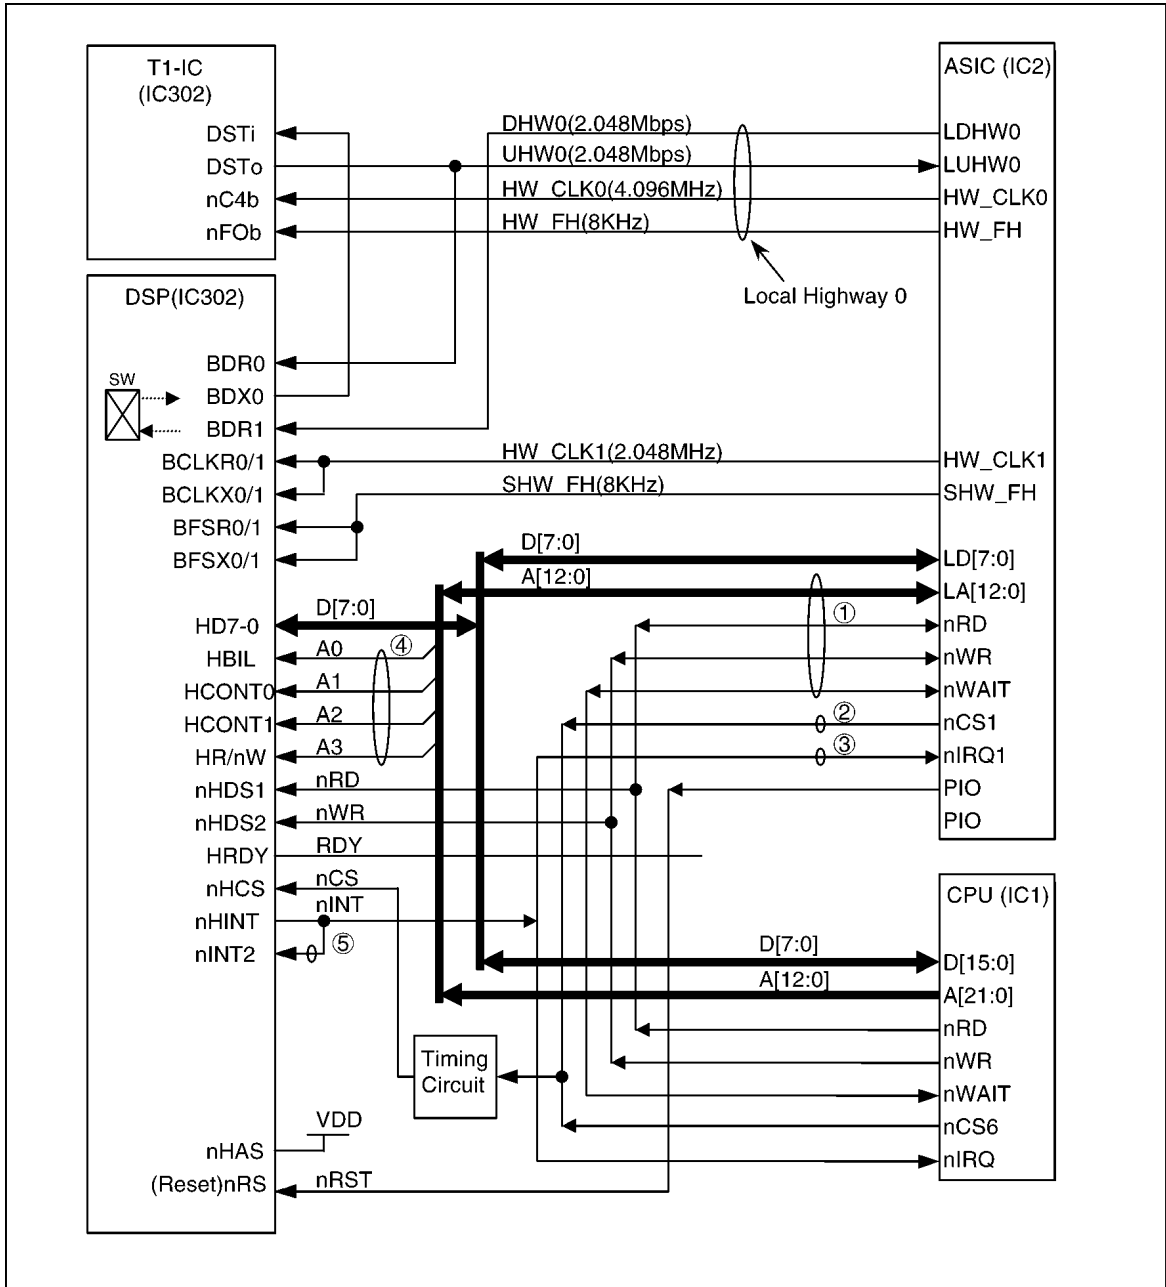 T1-IC
(IC302)
DSTi
DSTo
nC4b
nFOb
DSP(IC302)
SW
BDR0
BDX0
BDR1
BCLKR0/1
BCLKX0/1
BFSR0/1
BFSX0/1
HD7-0
HBIL
HCONT0
HCONT1
HR/nW
nHDS1
nHDS2
HRDY
nHCS
nHINT
nINT2
nHAS
(Reset)nRS
DHW0(2.048Mbps)
UHW0(2.048Mbps)
HW_CLK0(4.096MHz)
HW_FH(8KHz)
Local Highway 0
HW_CLK1(2.048MHz)
SHW_FH(8KHz)
D[7:0]
A[12:0]
D[7:0]
A0
A1
A2
A3
④
nRD
nWR
RDY
nCS
nINT
⑤
①
②
③
D[7:0]
A[12:0]
Timing
Circuit
VDD
nRST
ASIC (IC2)
LDHW0
LUHW0
HW_CLK0
HW_FH
HW_CLK1
SHW_FH
LD[7:0]
LA[12:0]
nRD
nWR
nWAIT
nCS1
nIRQ1
PIO
PIO
CPU (IC1)
D[15:0]
A[21:0]
nRD
nWR
nWAIT
nCS6
nIRQ